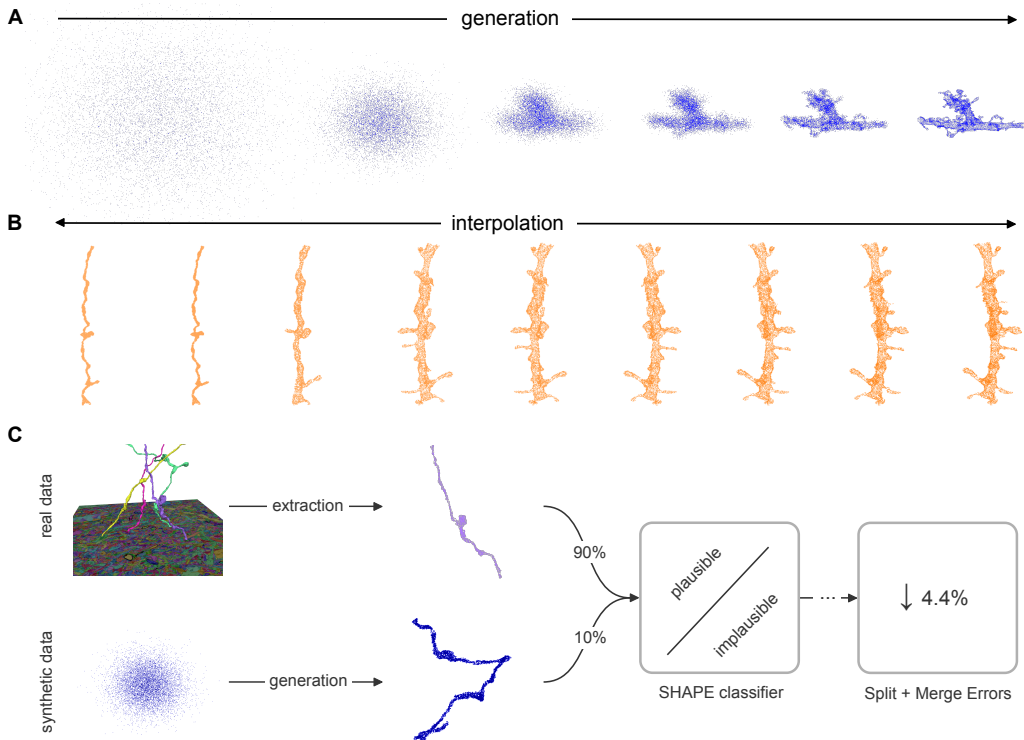 A
generation
B
interpolation
C
real data
extraction
90%
plausible
implausible
SHAPE classifier
...
↓ 4.4%
Split + Merge Errors
synthetic data
generation
10%